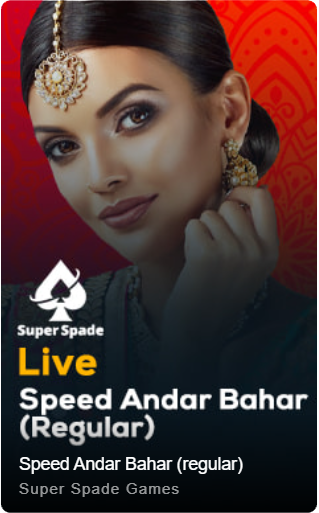 Super Spade
Live
Speed Andar Bahar
(Regular)
Speed Andar Bahar (regular)
Super Spade Games